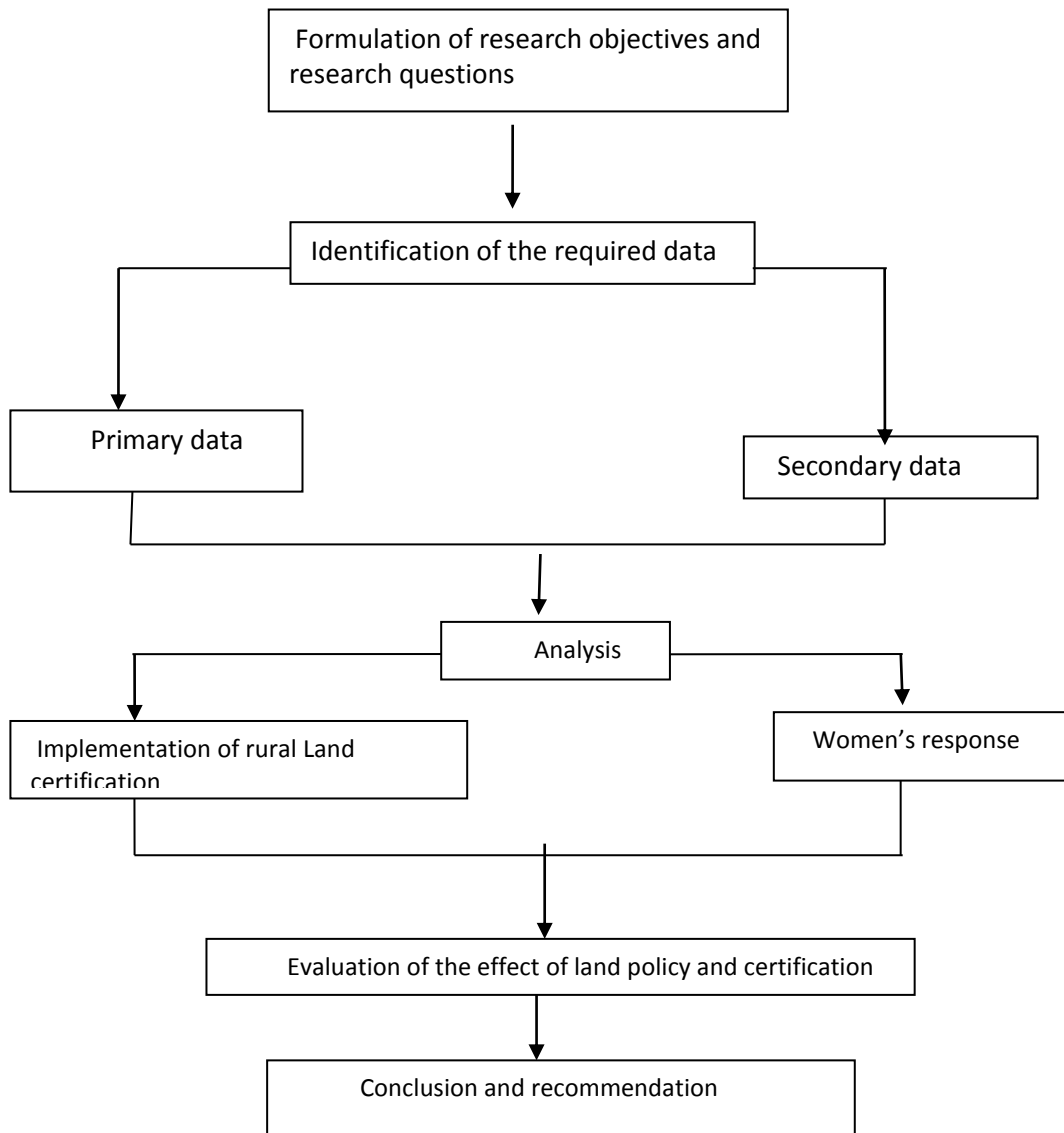 Formulation of research objectives and
research questions
Identification of the required data
Primary data
Secondary data
Analysis
Implementation of rural Land
certification
Women’s response
Evaluation of the effect of land policy and certification
Conclusion and recommendation